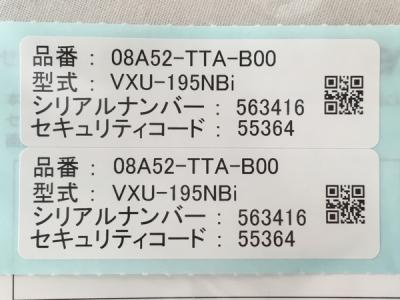 品番 : 08A52-TTA-B00
型式 : VXU-195NBi
シリアルナンバー : 563416
セキュリティコード : 55364
品番 : 08A52-TTA-B00
型式 : VXU-195NBi
シリアルナンバー : 563416
セキュリティコード : 55364